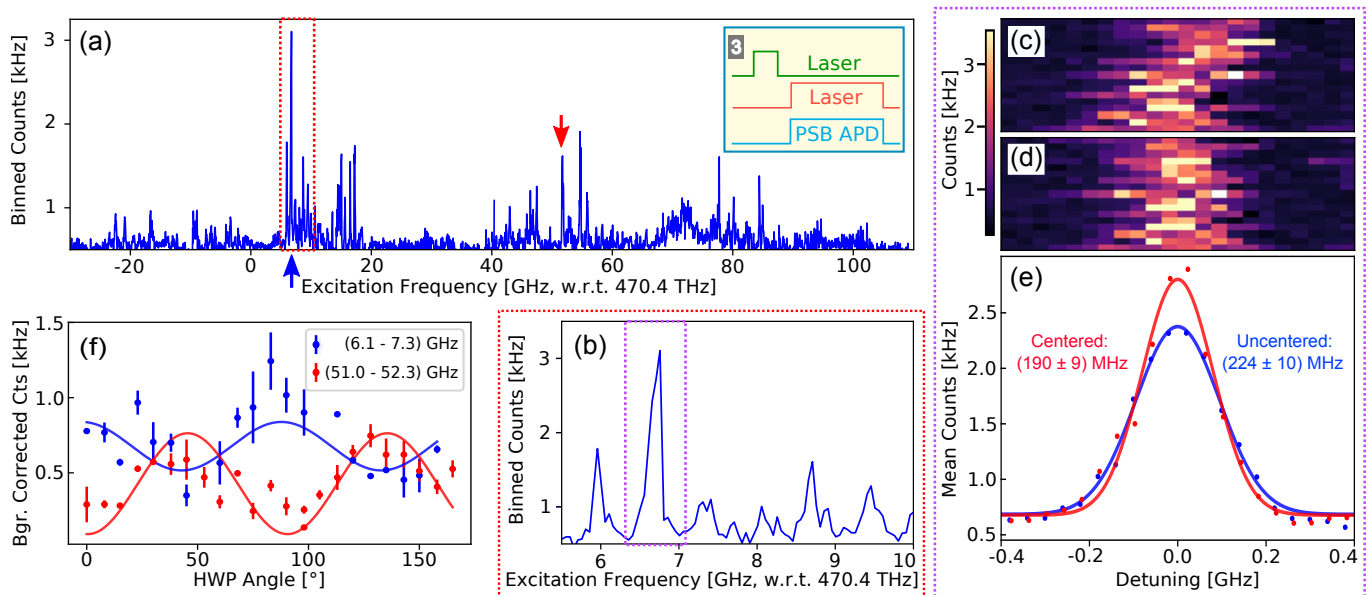 (a)
3
2
1
Binned Counts [kHz]
-20
0
20
40
60
80
100
Excitation Frequency [GHz, w.r.t. 470.4 THz]
3
Laser
Laser
PSB APD
(c)
(d)
3
2
1
Counts [kHz]
(f)
1.5
1.0
0.5
Bgr. Corrected Cts [kHz]
(6.1 - 7.3) GHz
(51.0 - 52.3) GHz
0
50
100
150
HWP Angle [°]
(b)
3
2
1
Binned Counts [kHz]
6
7
8
9
10
Excitation Frequency [GHz, w.r.t. 470.4 THz]
(e)
2.5
2.0
1.5
1.0
Mean Counts [kHz]
Centered:
(190 ± 9) MHz
Uncentered:
(224 ± 10) MHz
-0.4
-0.2
0.0
0.2
0.4
Detuning [GHz]